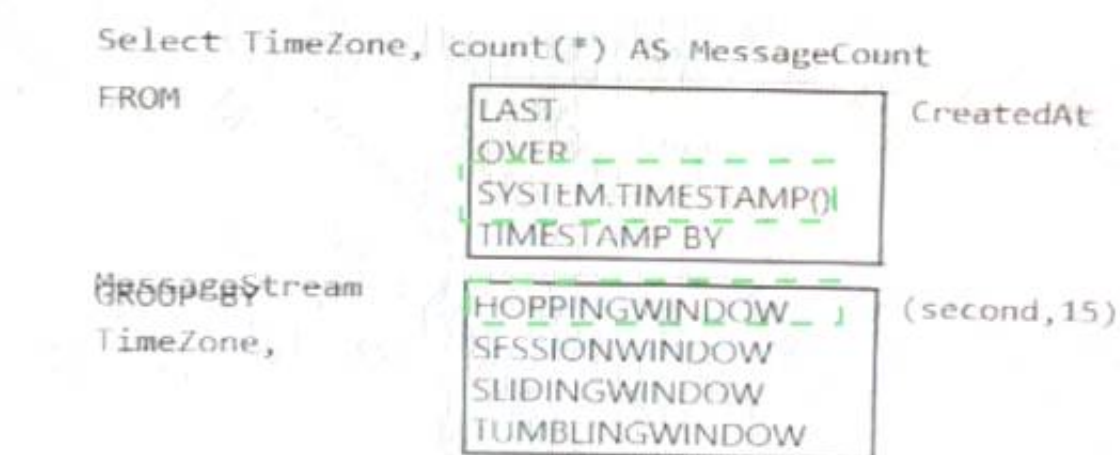 Select TimeZone, count(*) AS MessageCount
FROM
LAST
OVER
SYSTEM.TIMESTAMP()
TIMESTAMP BY
CreatedAt
MessageStream
GROUP BY
TimeZone,
HOPPINGWINDOW
SESSIONWINDOW
SLIDINGWINDOW
TUMBLINGWINDOW
(second,15)